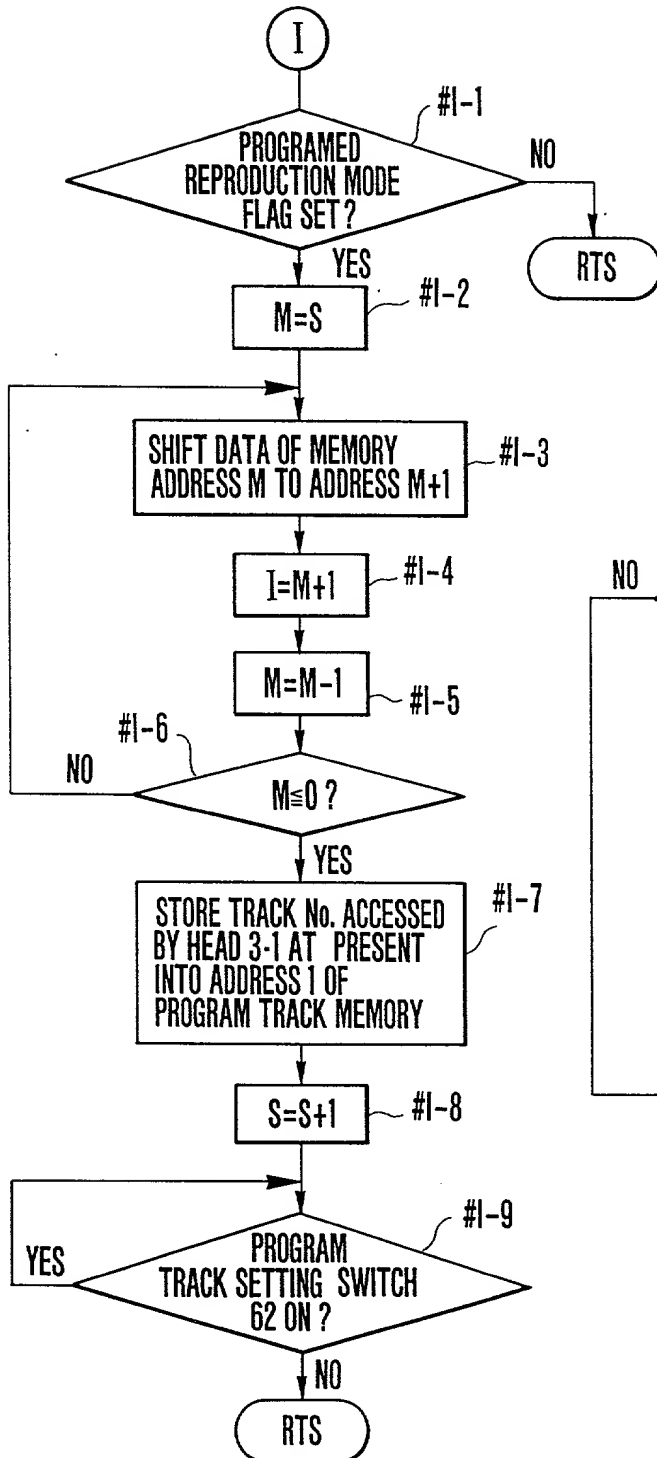 I
#I-1
PROGRAMED
REPRODUCTION MODE
FLAG SET ?
NO
RTS
YES
#I-2
M=S
SHIFT DATA OF MEMORY
ADDRESS M TO ADDRESS M+1
#I-3
I=M+1
#I-4
M=M-1
#I-5
#I-6
NO
M≦0 ?
NO
YES
#I-7
STORE TRACK No. ACCESSED
BY HEAD 3-1 AT PRESENT
INTO ADDRESS 1 OF
PROGRAM TRACK MEMORY
S=S+1
#I-8
#I-9
YES
PROGRAM
TRACK SETTING SWITCH
62 ON ?
NO
RTS